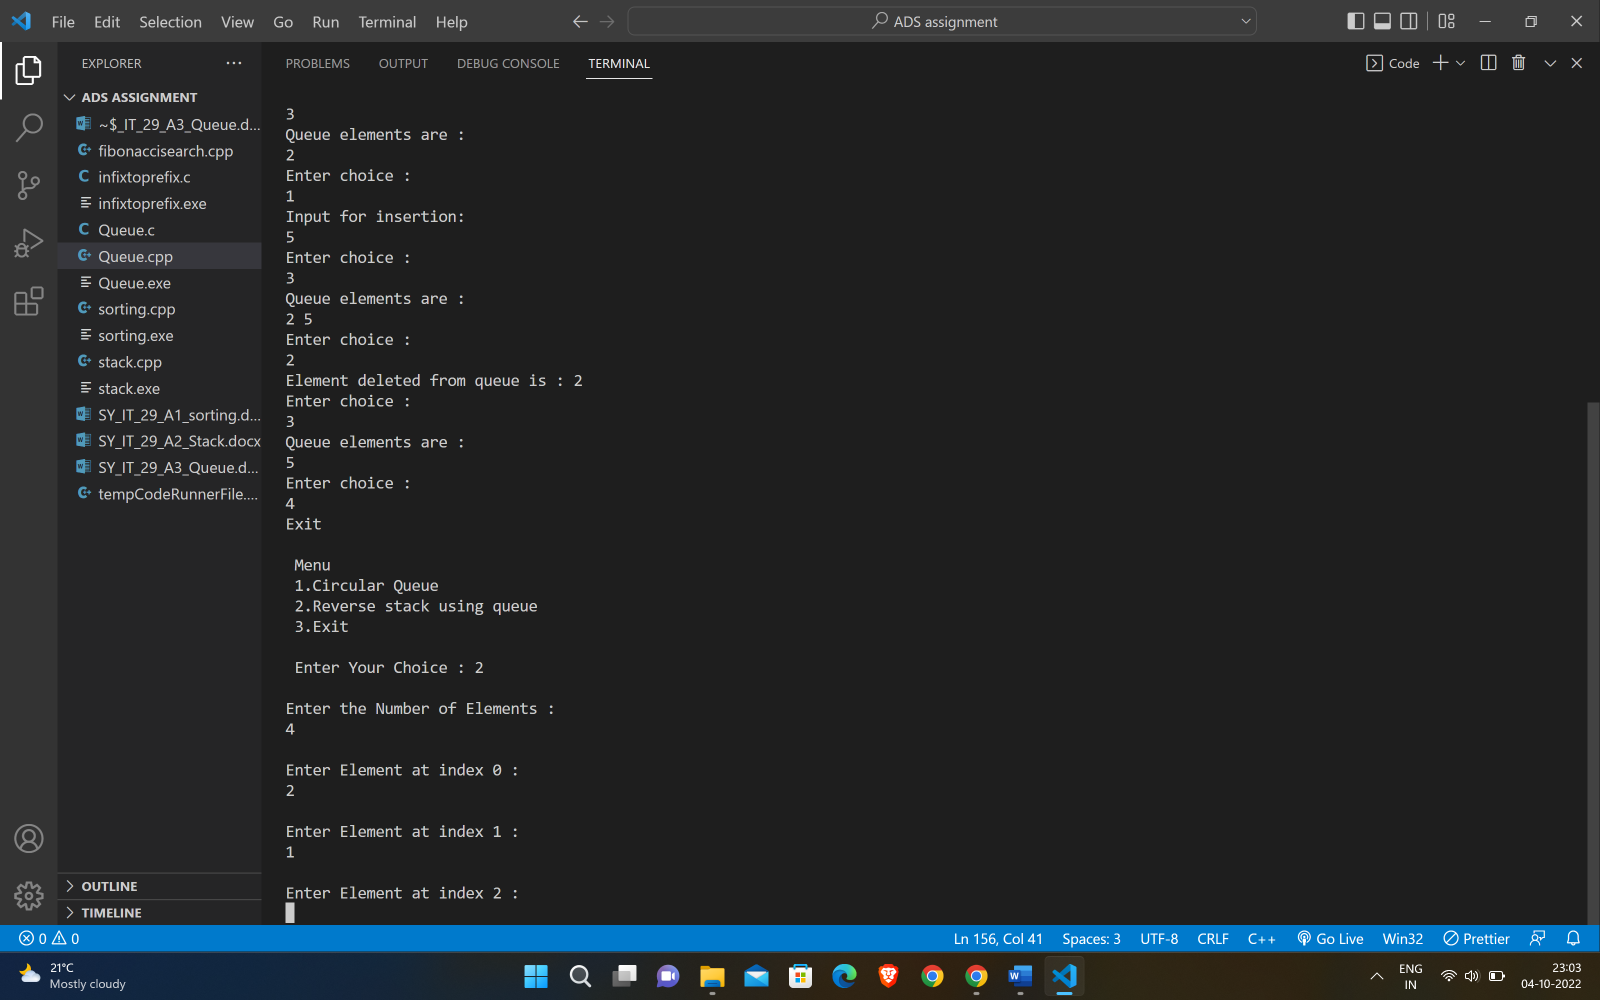 File Edit Selection View Go Run Terminal Help
ADS assignment
EXPLORER
ADS ASSIGNMENT
~$_IT_29_A3_Queue.d...
fibonaccisearch.cpp
infixtoprefix.c
infixtoprefix.exe
Queue.c
Queue.cpp
Queue.exe
sorting.cpp
sorting.exe
stack.cpp
stack.exe
SY_IT_29_A1_sorting.d...
SY_IT_29_A2_Stack.docx
SY_IT_29_A3_Queue.d...
tempCodeRunnerFile....
OUTLINE
TIMELINE
PROBLEMS OUTPUT DEBUG CONSOLE TERMINAL
Code
3
Queue elements are :
2
Enter choice :
1
Input for insertion:
5
Enter choice :
3
Queue elements are :
2 5
Enter choice :
2
Element deleted from queue is : 2
Enter choice :
3
Queue elements are :
5
Enter choice :
4
Exit
Menu
1.Circular Queue
2.Reverse stack using queue
3.Exit
Enter Your Choice : 2
Enter the Number of Elements :
4
Enter Element at index 0 :
2
Enter Element at index 1 :
1
Enter Element at index 2 :
0 0 Ln 156, Col 41 Spaces: 3 UTF-8 CRLF C++ Go Live Win32 Prettier
21°C
Mostly cloudy
ENG
IN
23:03
04-10-2022